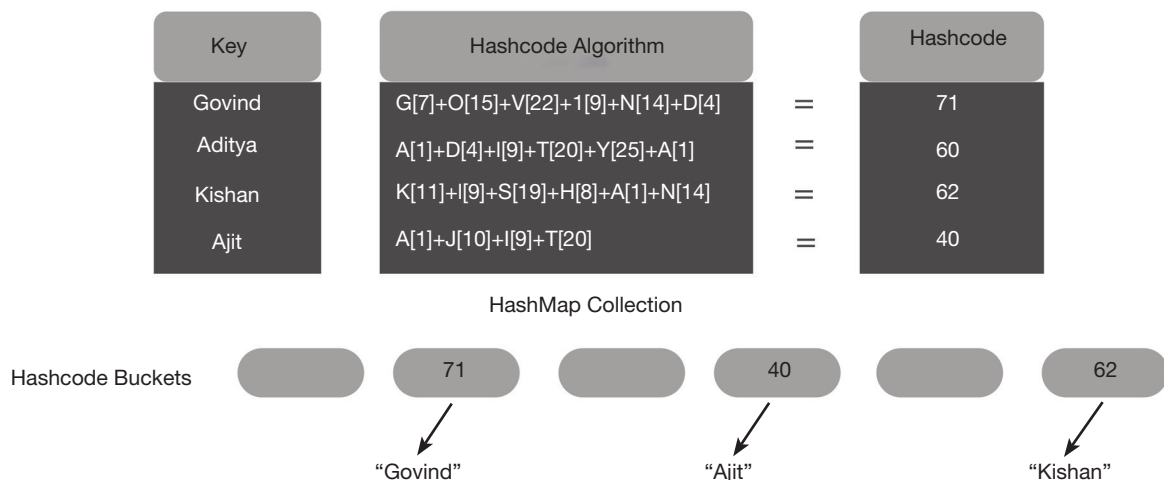 Key Hashcode Algorithm Hashcode
Govind G[7]+O[15]+V[22]+1[9]+N[14]+D[4] = 71
Aditya A[1]+D[4]+I[9]+T[20]+Y[25]+A[1] = 60
Kishan K[11]+I[9]+S[19]+H[8]+A[1]+N[14] = 62
Ajit A[1]+J[10]+I[9]+T[20] = 40
HashMap Collection
Hashcode Buckets 71 40 62
“Govind” “Ajit” “Kishan”